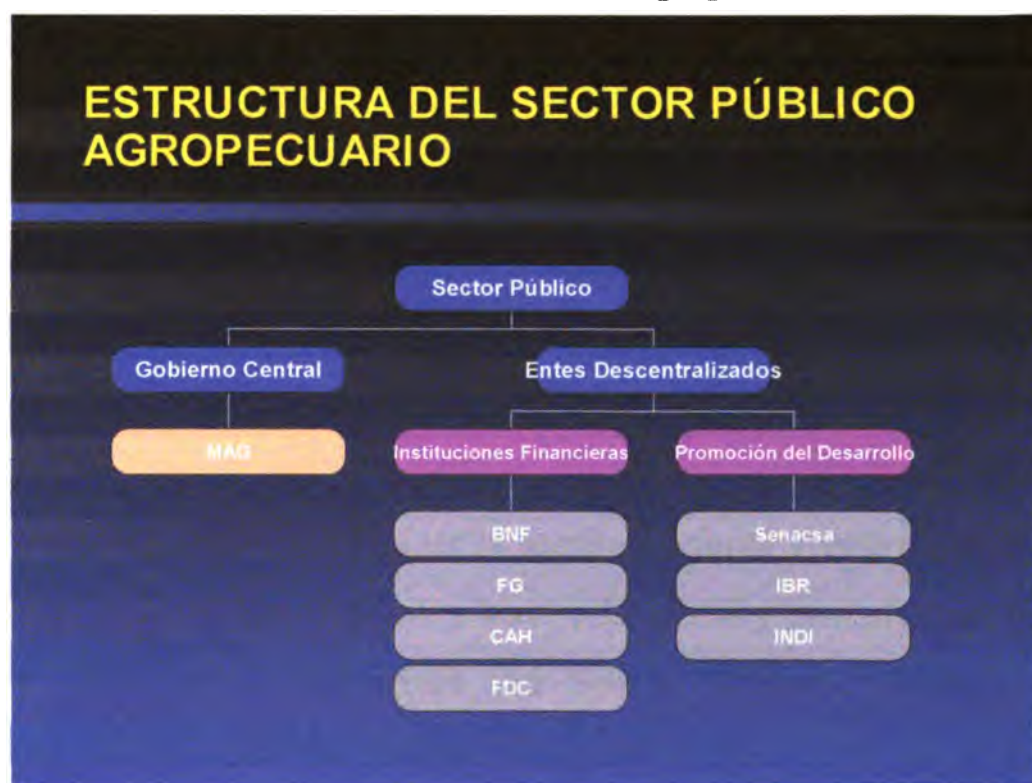 ESTRUCTURA DEL SECTOR PÚBLICO
AGROPECUARIO
Sector Público
Gobierno Central
Entes Descentralizados
MAG
Instituciones Financieras
Promoción del Desarrollo
BNF
Senacsa
FG
IBR
CAH
INDI
FDC